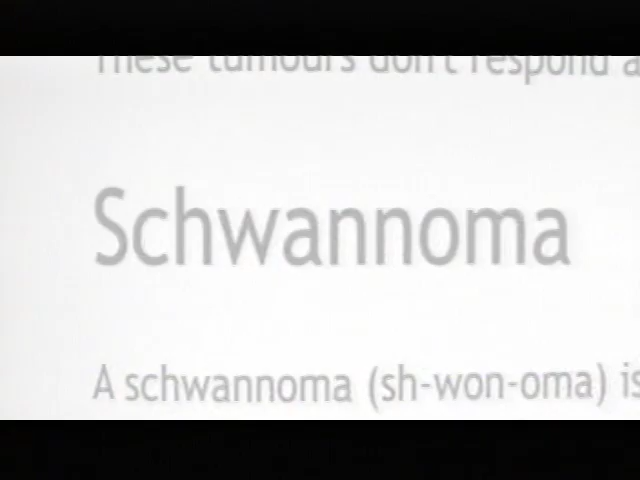 These tumours don't respond a
Schwannoma
A schwannoma (sh-won-oma) is